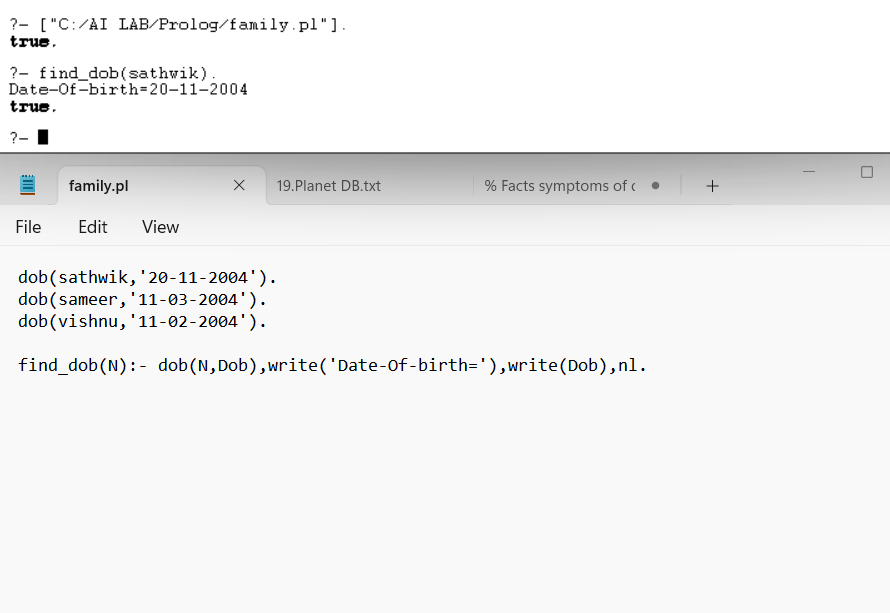 ?- ["C:/AI LAB/Prolog/family.pl"].
true.
?- find_dob(sathwik).
Date-Of-birth=20-11-2004
true.
?-
family.pl
19.Planet DB.txt
% Facts symptoms of
File Edit View
dob(sathwik,'20-11-2004').
dob(sameer,'11-03-2004').
dob(vishnu,'11-02-2004').
find_dob(N):- dob(N,Dob),write('Date-Of-birth='),write(Dob),nl.